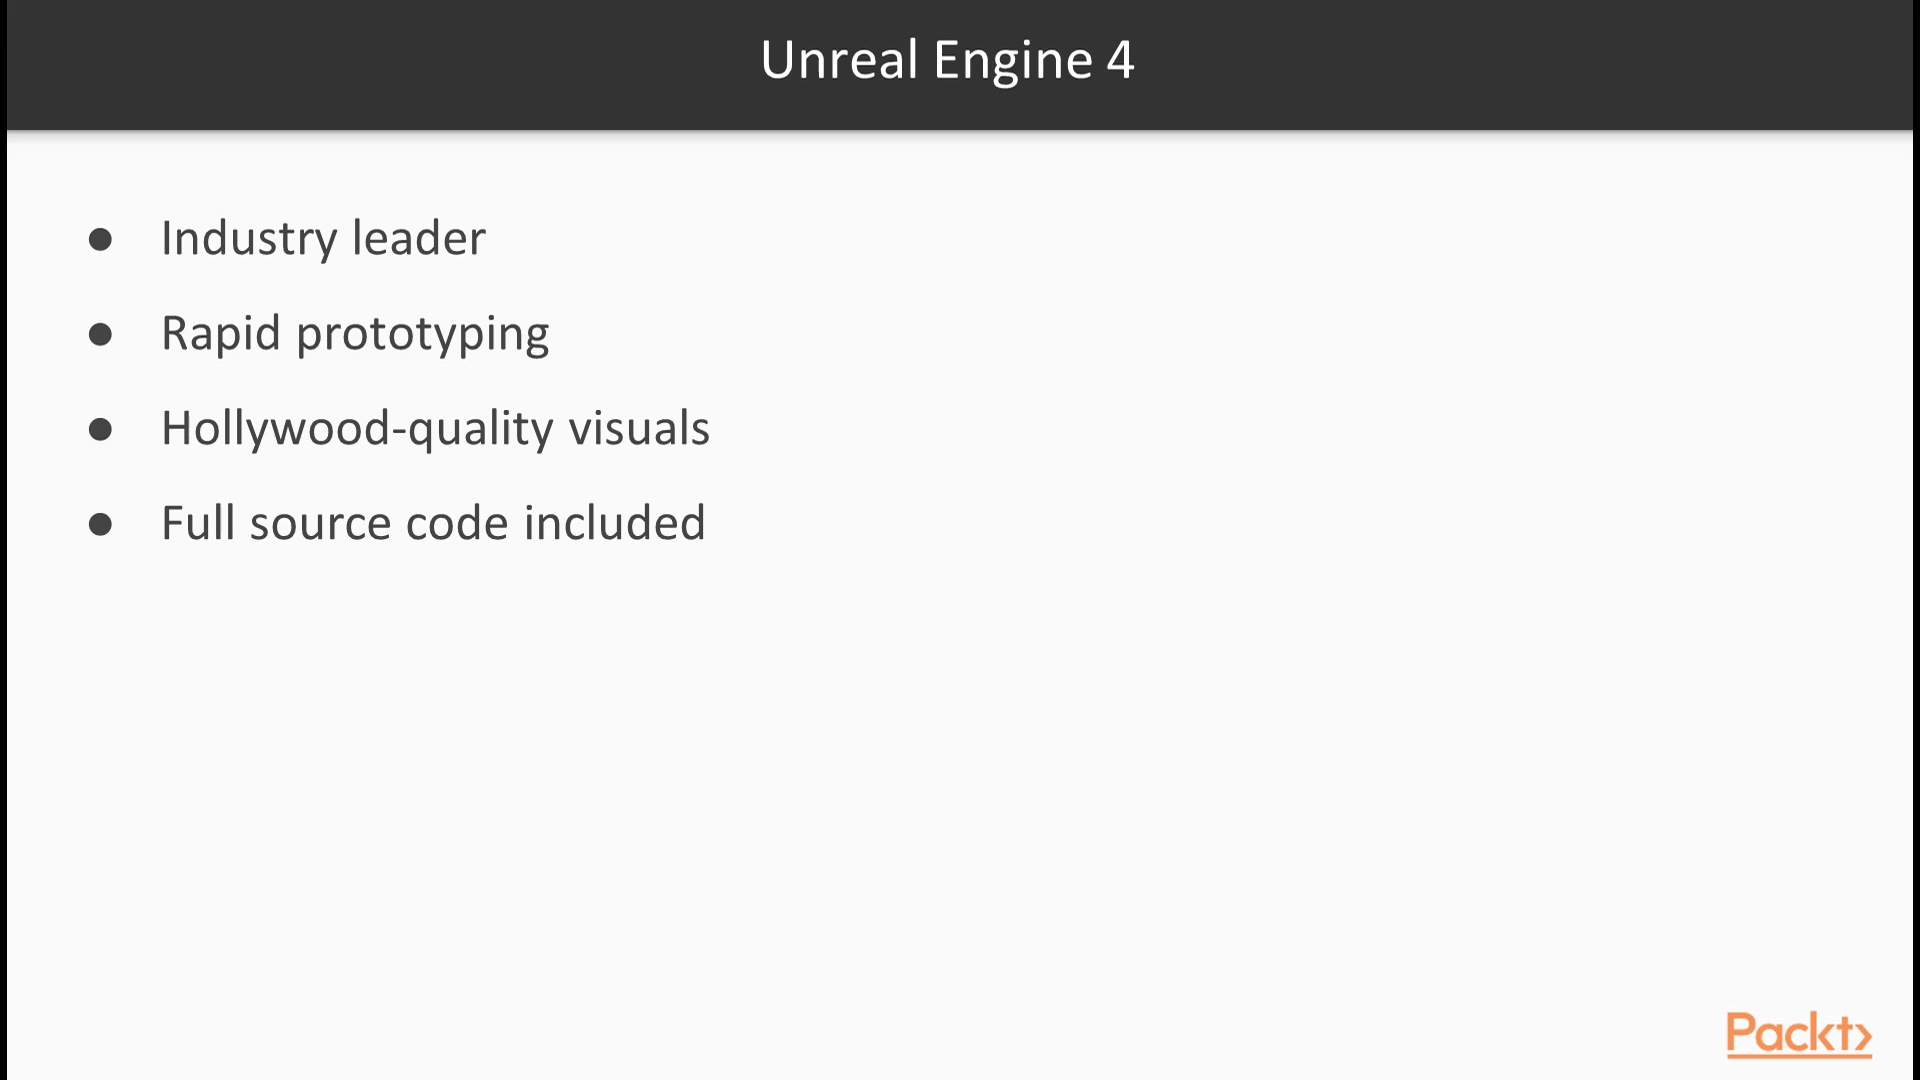 Unreal Engine 4
● Industry leader
● Rapid prototyping
● Hollywood-quality visuals
● Full source code included
Packt>